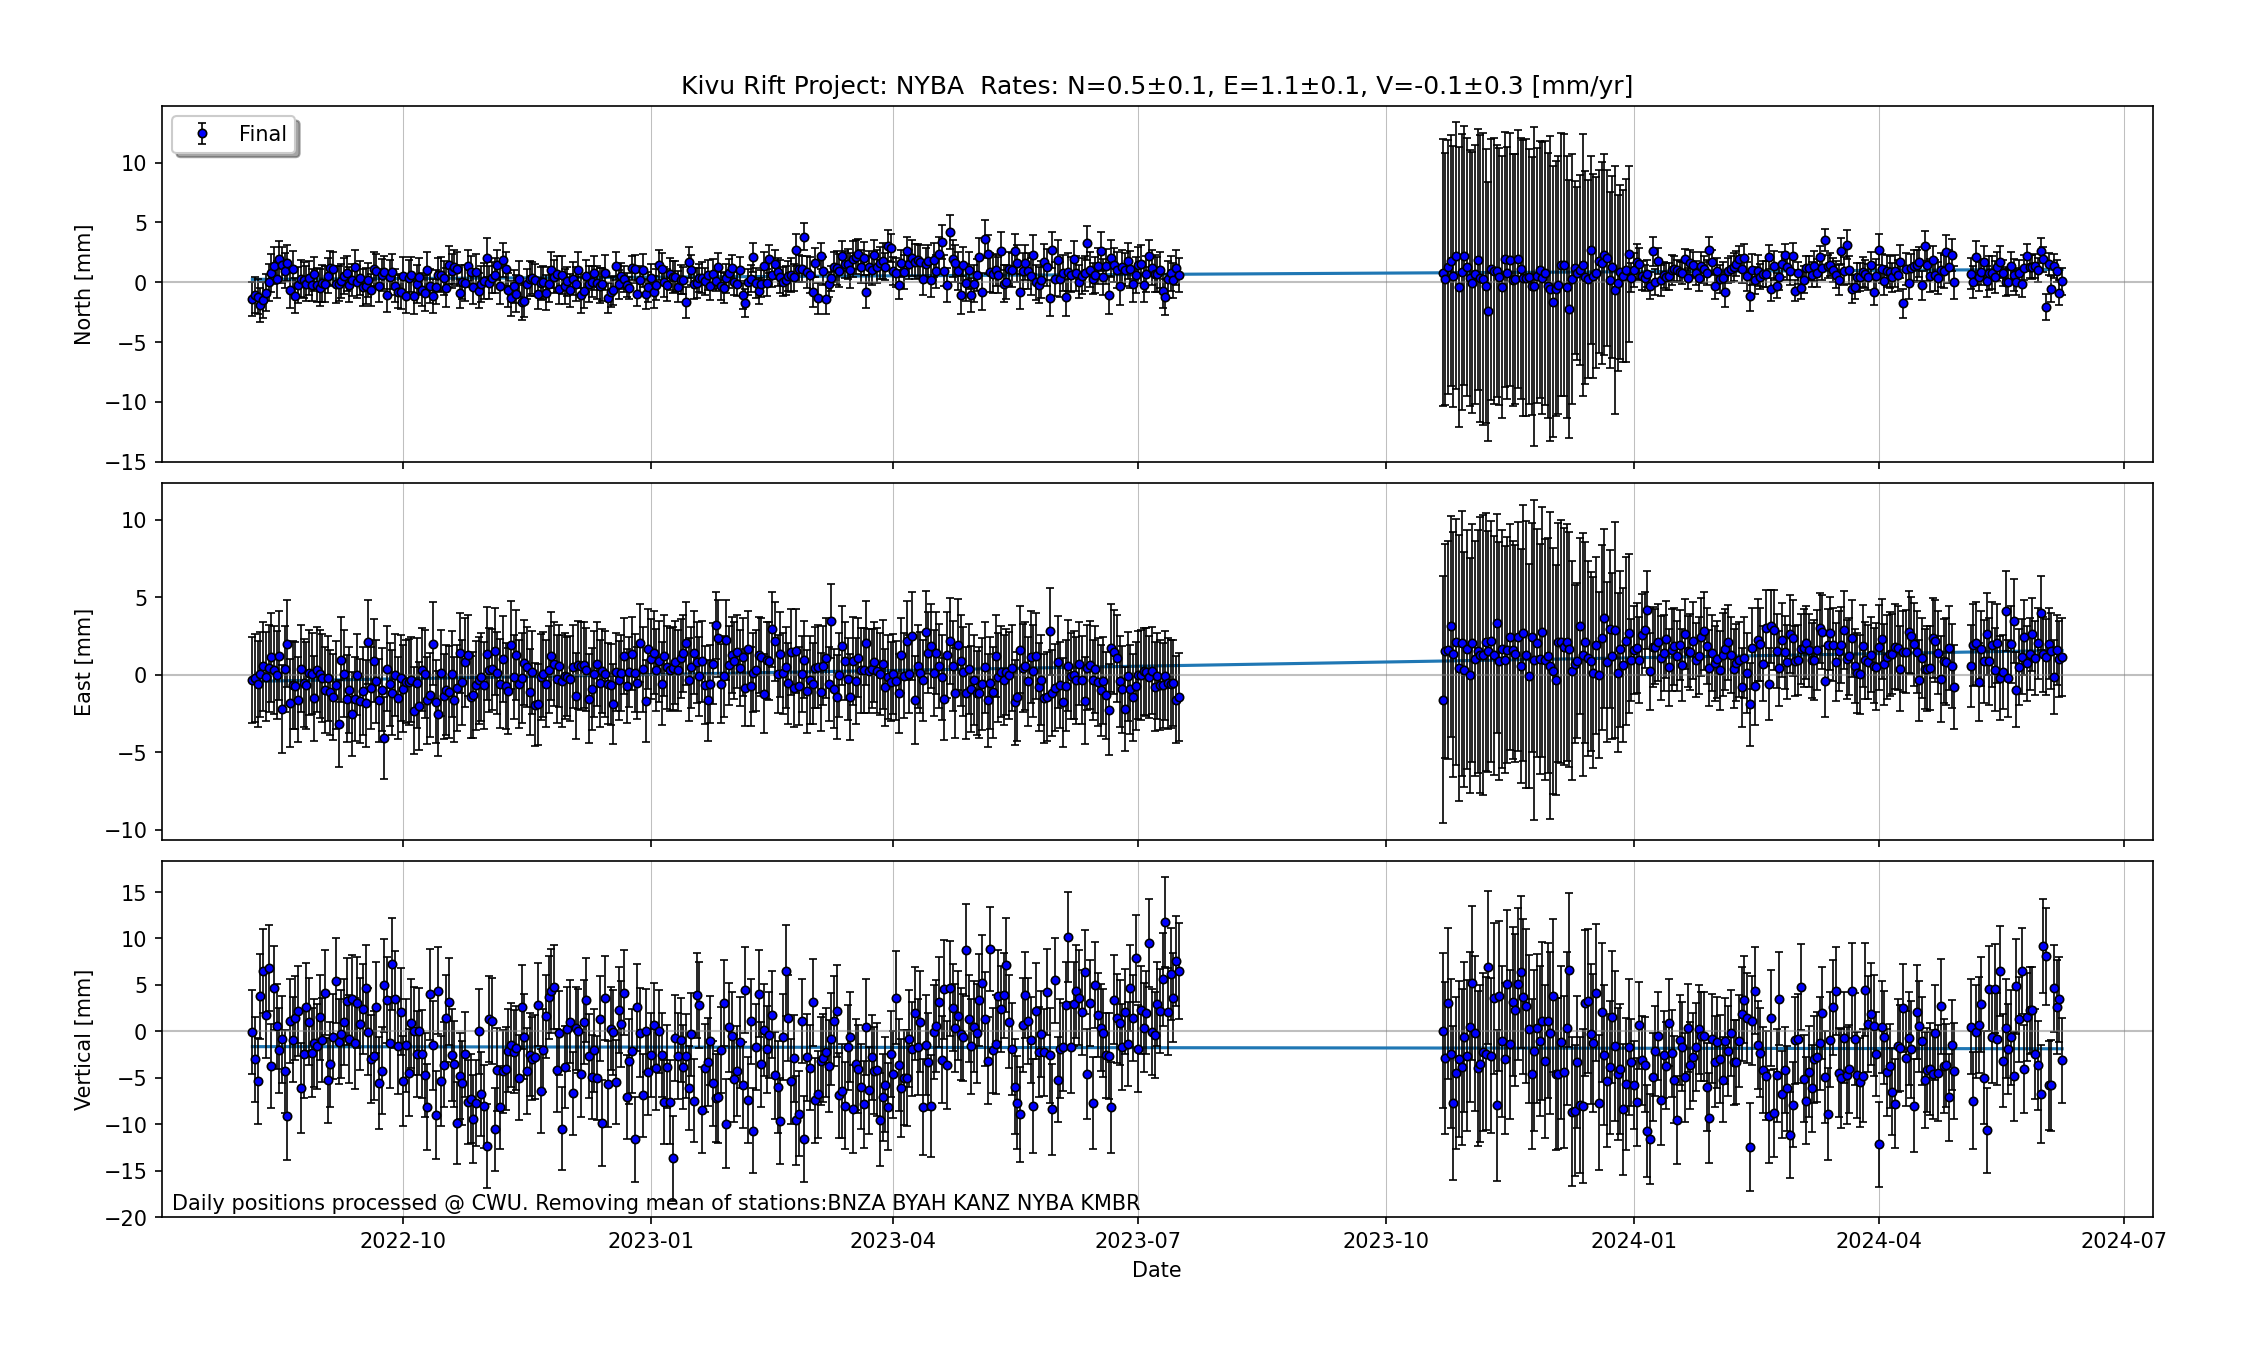 Kivu Rift Project: NYBA  Rates: N=0.5±0.1, E=1.1±0.1, V=-0.1±0.3 [mm/yr]
Final
North [mm]
10
5
0
−5
−10
−15
East [mm]
10
5
0
−5
−10
Vertical [mm]
15
10
5
0
−5
−10
−15
−20
Daily positions processed @ CWU. Removing mean of stations:BNZA BYAH KANZ NYBA KMBR
2022-10 2023-01 2023-04 2023-07 2023-10 2024-01 2024-04 2024-07
Date